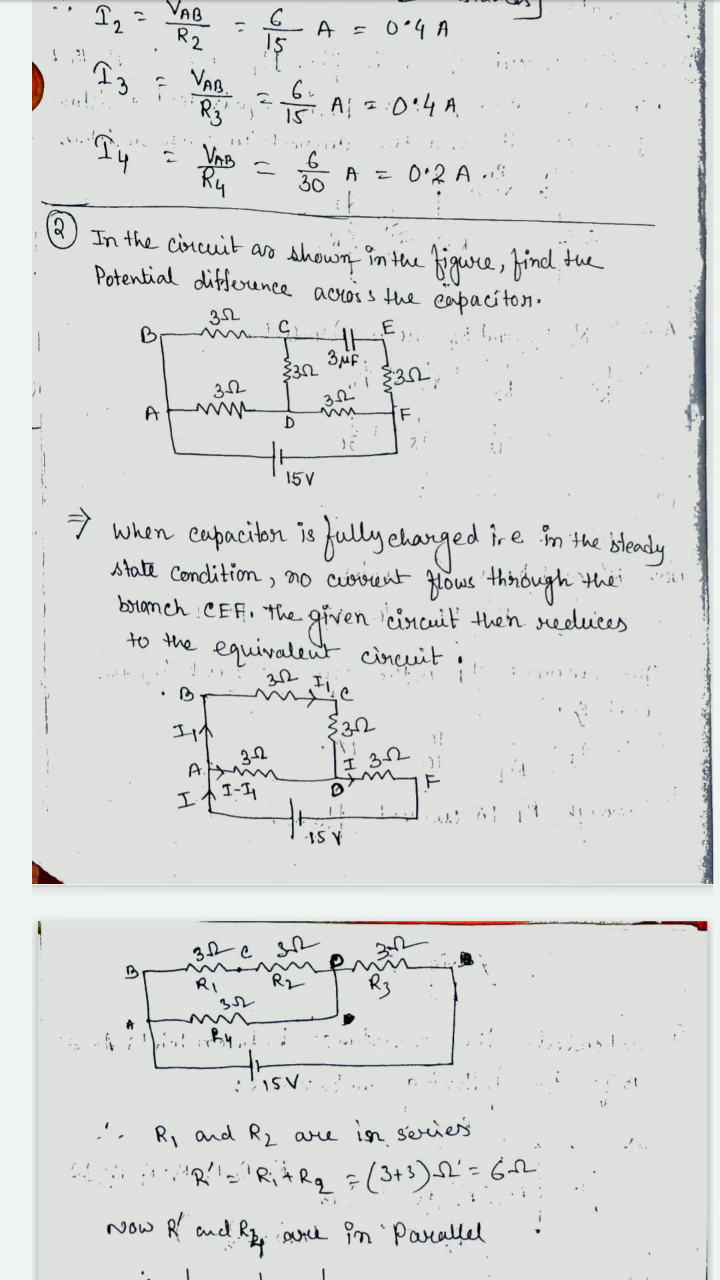 ∴ I₂ = V_AB / R₂ = 6/15 A = 0.4 A
I₃ = V_AB / R₃ = 6/15 A = 0.4 A
I₄ = V_AB / R₄ = 6/30 A = 0.2 A.
② In the circuit as shown in the figure, find the
Potential difference across the capacitor.
3Ω
B C E
3μF
3Ω 3Ω
3Ω 3Ω
A D F
15V
⇒ When capacitor is fully charged i.e in the steady
state condition, no current flows through the
branch CEF. The given circuit then reduces
to the equivalent circuit.
3Ω I₁
B C
I₁ 3Ω
3Ω I 3Ω
A D F
I I-I₁
15V
3Ω C 3Ω D 3Ω
B R₁ R₂ R₃
3Ω
A R₄
15V
∴ R₁ and R₂ are in series
R' = R₁ + R₂ = (3+3) Ω = 6Ω
Now R' and R₄ are in Parallel